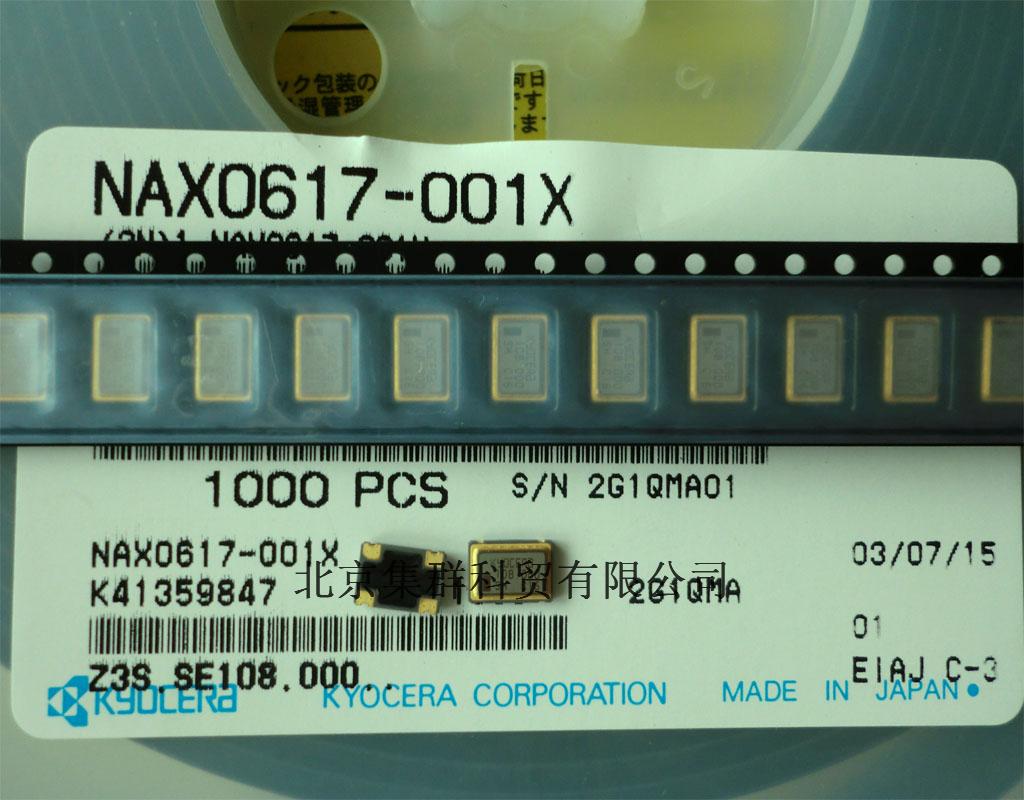 ック包装の
湿管理
何日
です
ま
NAX0617-001X
1000 PCS
S/N 2G1QMA01
NAX0617-001X
03/07/15
K41359847
2G1QMA
北京集群科贸有限公司
01
Z3S.SE108.000..
EIAJ C-3
KYOCERA
KYOCERA CORPORATION
MADE IN JAPAN